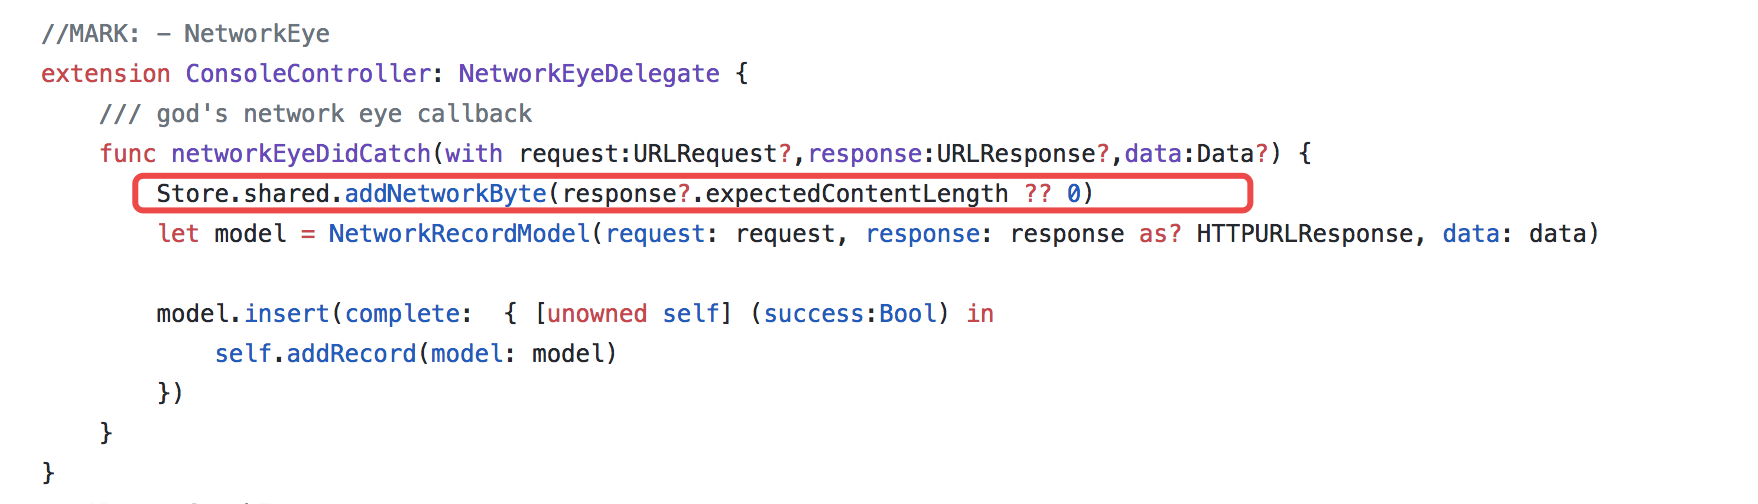 //MARK: - NetworkEye
extension ConsoleController: NetworkEyeDelegate {
/// god's network eye callback
func networkEyeDidCatch(with request:URLRequest?,response:URLResponse?,data:Data?) {
Store.shared.addNetworkByte(response?.expectedContentLength ?? 0)
let model = NetworkRecordModel(request: request, response: response as? HTTPURLResponse, data: data)
model.insert(complete:  { [unowned self] (success:Bool) in
self.addRecord(model: model)
})
}
}